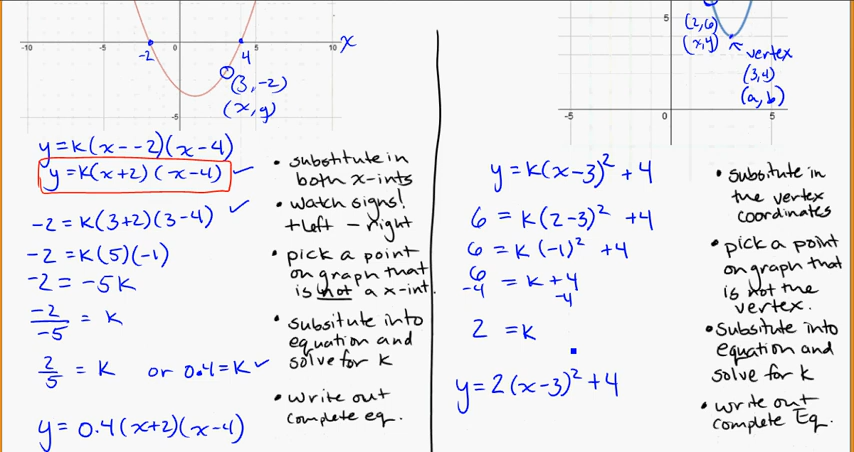 -10 -5 0 5 10 x
-2 4
(3,-2)
(x,y)
-5
y=K(x--2)(x-4)
y=K(x+2)(x-4) ✓
-2=K(3+2)(3-4) ✓
-2=K(5)(-1)
-2=-5K
-2/-5 = K
2/5 = K or 0.4=K ✓
y=0.4(x+2)(x-4)
• substitute in
both x-ints
• watch signs!
+left - right
• pick a point
on graph that
is not a x-int.
• subsitute into
equation and
solve for k
• Write out
complete eq.
5
(2,6)
(x,y)
vertex
(3,4)
(a,b)
-5 0 5
y=K(x-3)²+4
6=K(2-3)²+4
6=K(-1)²+4
6=K+4
-4 -4
2=K
y=2(x-3)²+4
• substitute in
the vertex
coordinates
• pick a point
on graph that
is not the
vertex.
• Subsitute into
equation and
solve for k
• write out
complete Eq.